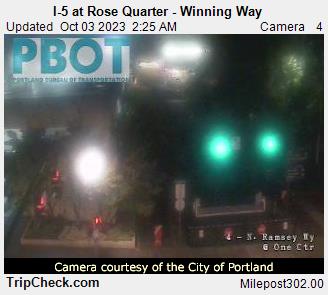 I-5 at Rose Quarter - Winning Way
Updated Oct 03 2023 2:25 AM Camera 4
PBOT
PORTLAND BUREAU OF TRANSPORTATION
4 - N. Ramsey Wy
@ One Ctr
Camera courtesy of the City of Portland
TripCheck.com Milepost302.00